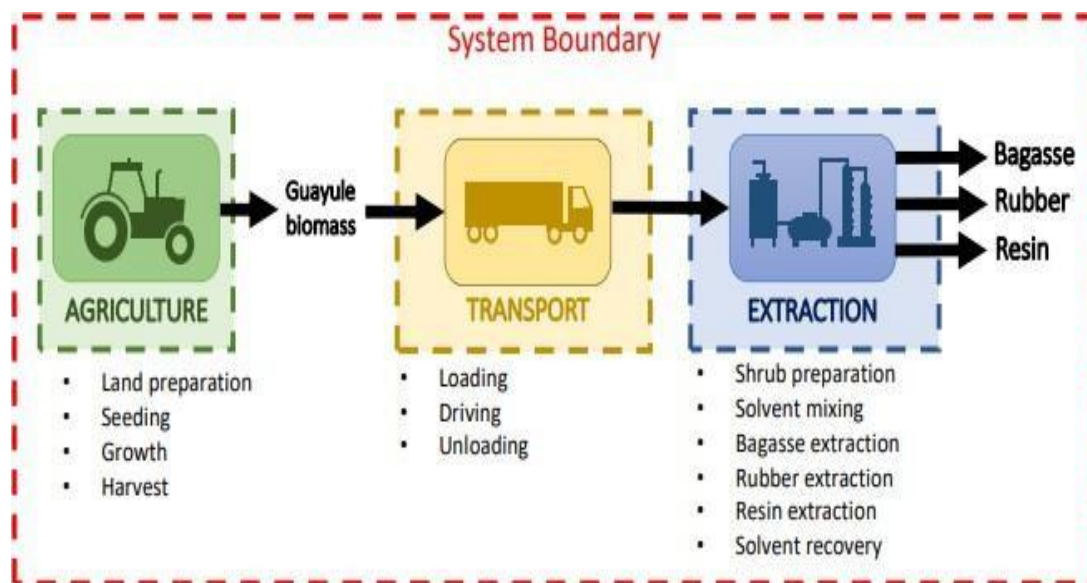 System Boundary
Guayule
biomass
Bagasse
Rubber
Resin
AGRICULTURE
TRANSPORT
EXTRACTION
• Land preparation
• Seeding
• Growth
• Harvest
• Loading
• Driving
• Unloading
• Shrub preparation
• Solvent mixing
• Bagasse extraction
• Rubber extraction
• Resin extraction
• Solvent recovery